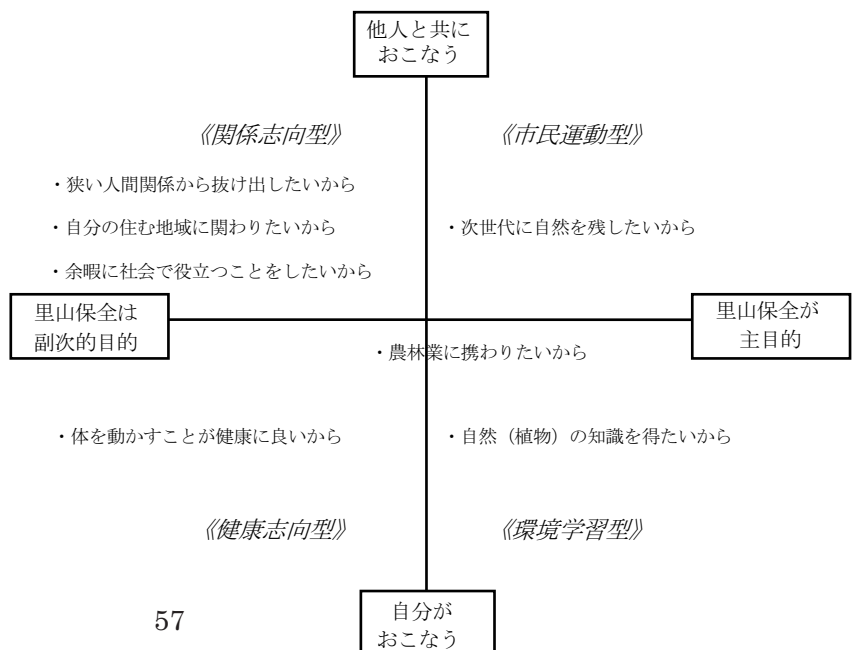 他人と共に
おこなう
《関係志向型》
《市民運動型》
・狭い人間関係から抜け出したいから
・自分の住む地域に関わりたいから
・次世代に自然を残したいから
・余暇に社会で役立つことをしたいから
里山保全は
副次的目的
里山保全が
主目的
・農林業に携わりたいから
・体を動かすことが健康に良いから
・自然（植物）の知識を得たいから
《健康志向型》
《環境学習型》
自分が
おこなう
57